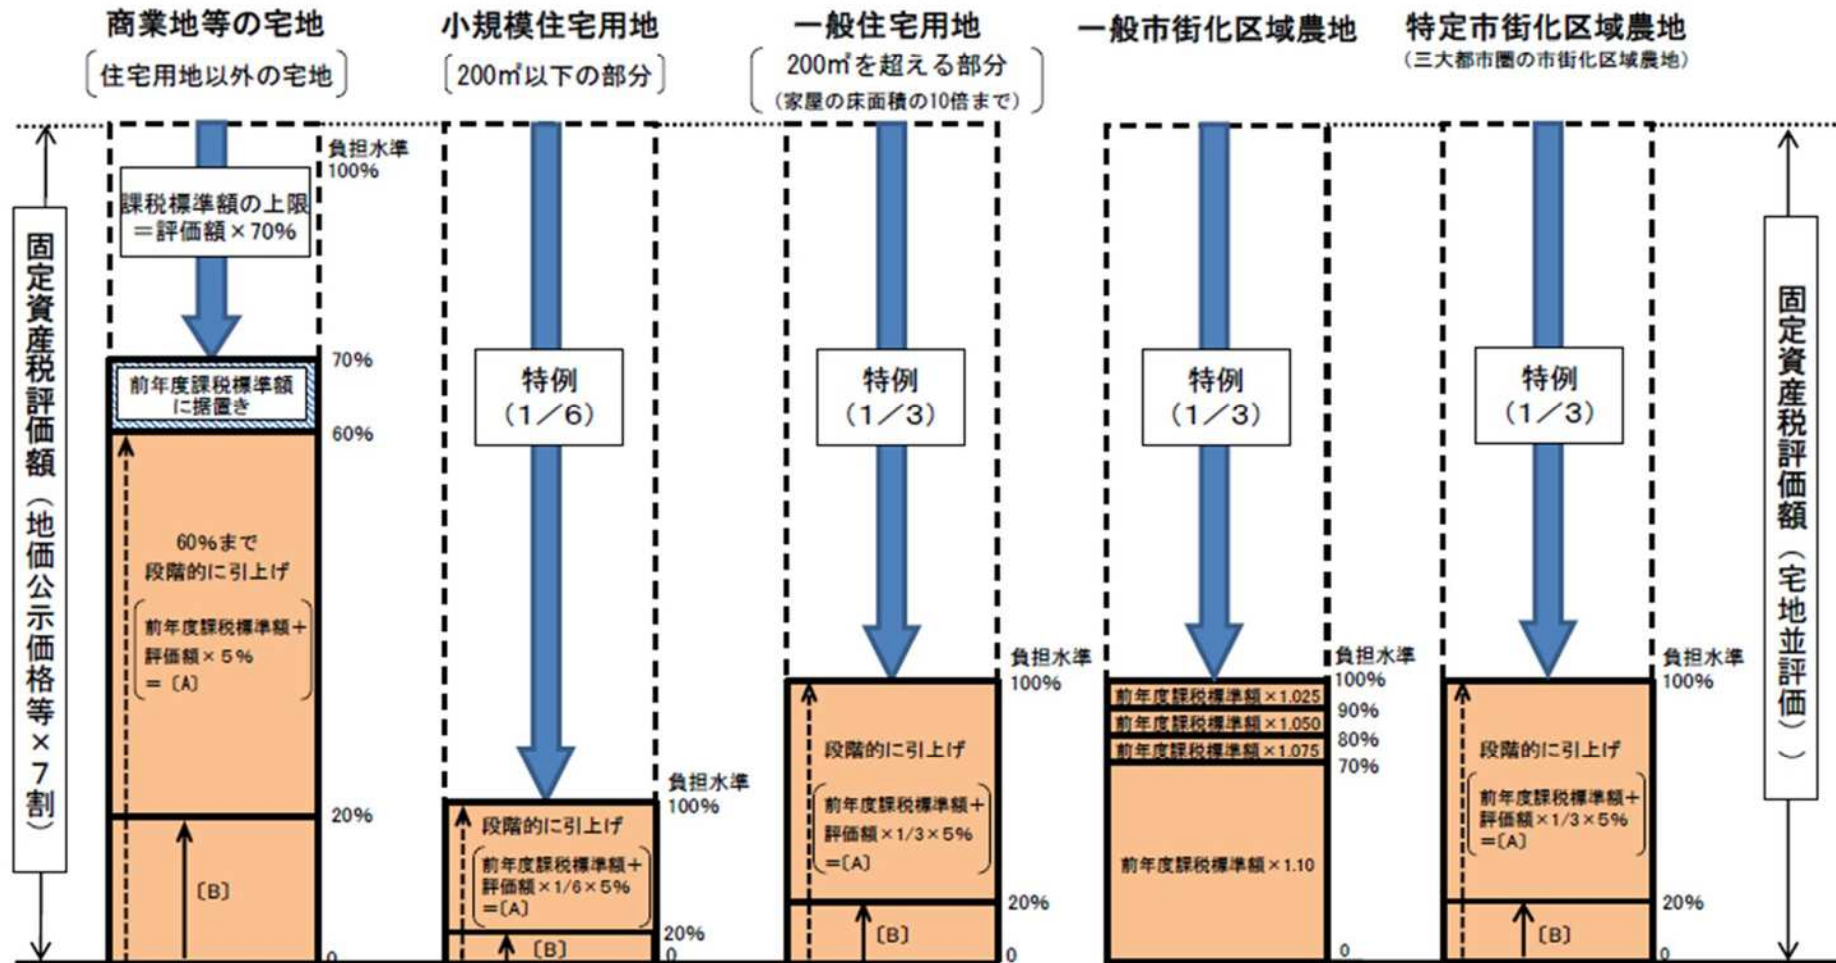 商業地等の宅地
〔住宅用地以外の宅地〕
小規模住宅用地
〔200㎡以下の部分〕
一般住宅用地
〔200㎡を超える部分
(家屋の床面積の10倍まで)〕
一般市街化区域農地
特定市街化区域農地
(三大都市圏の市街化区域農地)
固定資産税評価額(地価公示価格等×7割)
負担水準
100%
課税標準額の上限
=評価額×70%
70%
前年度課税標準額
に据置き
60%
60%まで
段階的に引上げ
前年度課税標準額+
評価額×5%
=〔A〕
20%
〔B〕
0
特例
(1/6)
負担水準
100%
段階的に引上げ
前年度課税標準額+
評価額×1/6×5%
=〔A〕
20%
〔B〕
0
特例
(1/3)
負担水準
100%
段階的に引上げ
前年度課税標準額+
評価額×1/3×5%
=〔A〕
20%
〔B〕
0
特例
(1/3)
負担水準
100%
前年度課税標準額×1.025
90%
前年度課税標準額×1.050
80%
前年度課税標準額×1.075
70%
前年度課税標準額×1.10
0
特例
(1/3)
負担水準
100%
段階的に引上げ
前年度課税標準額+
評価額×1/3×5%
=〔A〕
20%
〔B〕
0
固定資産税評価額(宅地並評価))